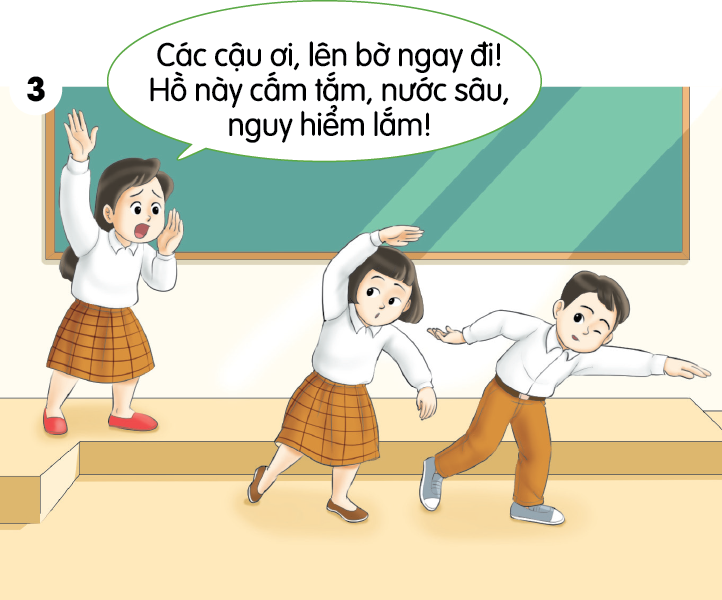 3
Các cậu ơi, lên bờ ngay đi!
Hồ này cấm tắm, nước sâu,
nguy hiểm lắm!